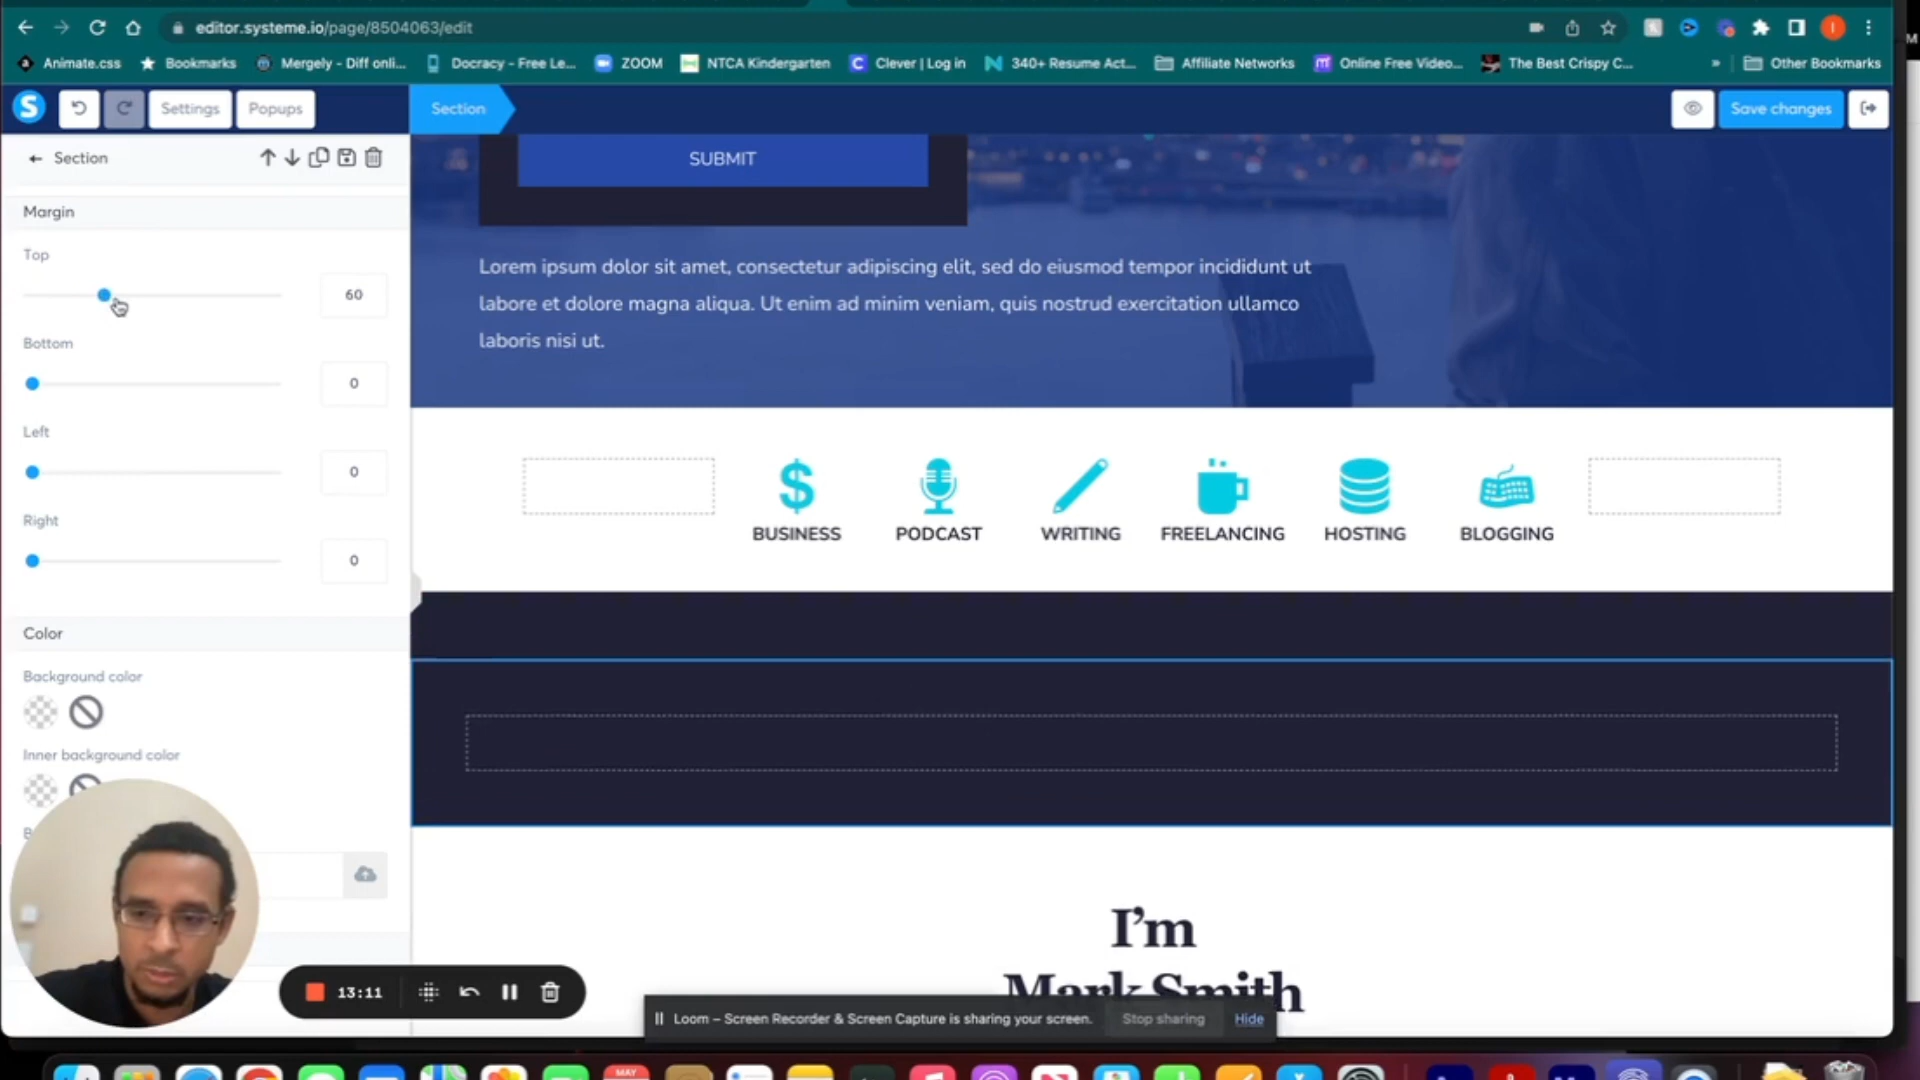 editor.systeme.io/page/8504063/edit
Animate.css
Bookmarks
Mergely - Diff onli...
Docracy - Free Le...
ZOOM
NTCA Kindergarten
Clever | Log in
340+ Resume Act...
Affiliate Networks
Online Free Video...
The Best Crispy C...
»
Other Bookmarks
Settings
Popups
Section
Save changes
Section
Margin
Top
60
Bottom
0
Left
0
Right
0
Color
Background color
Inner background color
SUBMIT
Lorem ipsum dolor sit amet, consectetur adipiscing elit, sed do eiusmod tempor incididunt ut
labore et dolore magna aliqua. Ut enim ad minim veniam, quis nostrud exercitation ullamco
laboris nisi ut.
BUSINESS
PODCAST
WRITING
FREELANCING
HOSTING
BLOGGING
I'm
Mark Smith
13:11
Loom – Screen Recorder & Screen Capture is sharing your screen.
Stop sharing
Hide
MAY